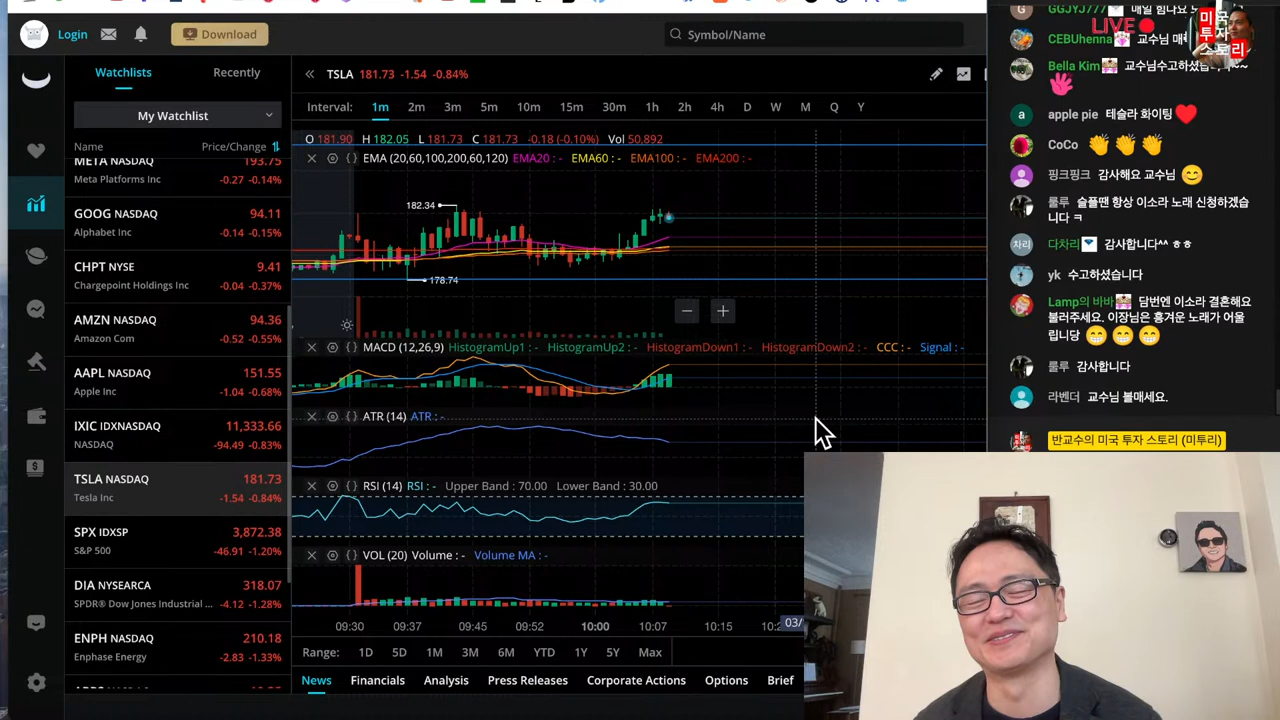 Login
Download
Symbol/Name
Watchlists
Recently
My Watchlist
Name
Price/Change
META NASDAQ
193.75
Meta Platforms Inc
-0.27 -0.14%
GOOG NASDAQ
94.11
Alphabet Inc
-0.14 -0.15%
CHPT NYSE
9.41
Chargepoint Holdings Inc
-0.04 -0.37%
AMZN NASDAQ
94.36
Amazon Com
-0.52 -0.55%
AAPL NASDAQ
151.55
Apple Inc
-1.04 -0.68%
IXIC IDXNASDAQ
11,333.66
NASDAQ
-94.49 -0.83%
TSLA NASDAQ
181.73
Tesla Inc
-1.54 -0.84%
SPX IDXSP
3,872.38
S&P 500
-46.91 -1.20%
DIA NYSEARCA
318.07
SPDR® Dow Jones Industrial ...
-4.12 -1.28%
ENPH NASDAQ
210.18
Enphase Energy
-2.83 -1.33%
TSLA 181.73 -1.54 -0.84%
Interval: 1m 2m 3m 5m 10m 15m 30m 1h 2h 4h D W M Q Y
O 181.90 H 182.05 L 181.73 C 181.73 -0.18 (-0.10%) Vol 50,892
EMA (20,60,100,200,60,120) EMA20 : - EMA60 : - EMA100 : - EMA200 : -
182.34
178.74
MACD (12,26,9) HistogramUp1 : - HistogramUp2 : - HistogramDown1 : - HistogramDown2 : - CCC : - Signal : -
ATR (14) ATR : -
RSI (14) RSI : - Upper Band : 70.00 Lower Band : 30.00
VOL (20) Volume : - Volume MA : -
09:30 09:37 09:45 09:52 10:00 10:07 10:15
03/
Range: 1D 5D 1M 3M 6M YTD 1Y 5Y Max
News Financials Analysis Press Releases Corporate Actions Options Brief
LIVE
미국
투자
스토리
GGJYJ777
CEBUhenna 교수님
Bella Kim
apple pie 테슬라 화이팅
CoCo
핑크핑크 감사해요 교수님
룰루 슬플땐 항상 이소라 노래 신청하겠습
니다 ㅋ
다차리 감사합니다^^ ㅎㅎ
yk 수고하셨습니다
Lamp의 바바 담번엔 이소라 결혼해요
불러주세요. 이장님은 흥겨운 노래가 어울
립니당
룰루 감사합니다
라벤더 교수님 불매세요.
반교수의 미국 투자 스토리 (미투리)